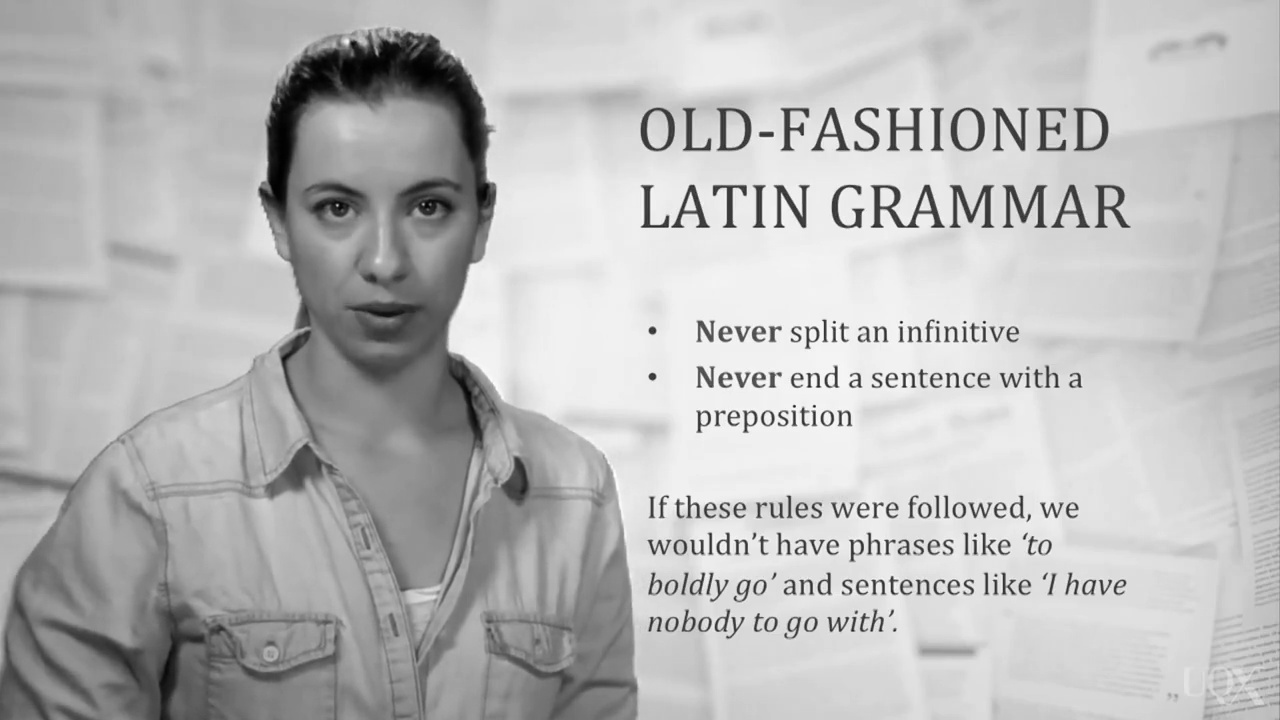 OLD-FASHIONED
LATIN GRAMMAR
• Never split an infinitive
• Never end a sentence with a
preposition
If these rules were followed, we
wouldn’t have phrases like ‘to
boldly go’ and sentences like ‘I have
nobody to go with’.
UQX